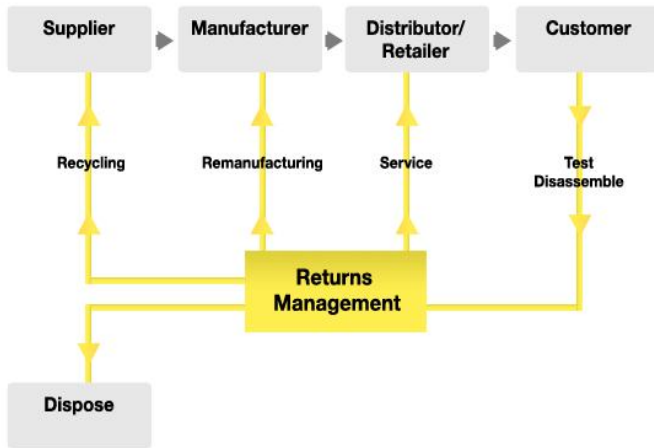 Supplier
Manufacturer
Distributor/
Retailer
Customer
Recycling
Remanufacturing
Service
Test
Disassemble
Returns
Management
Dispose